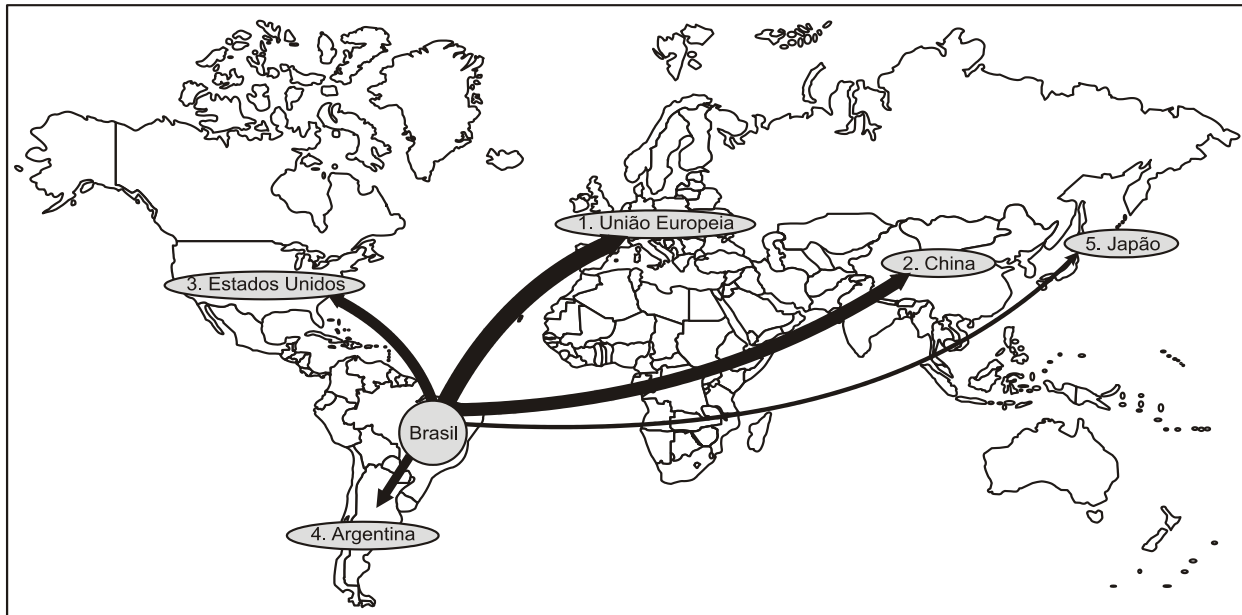 1. União Europeia
5. Japão
2. China
3. Estados Unidos
Brasil
4. Argentina